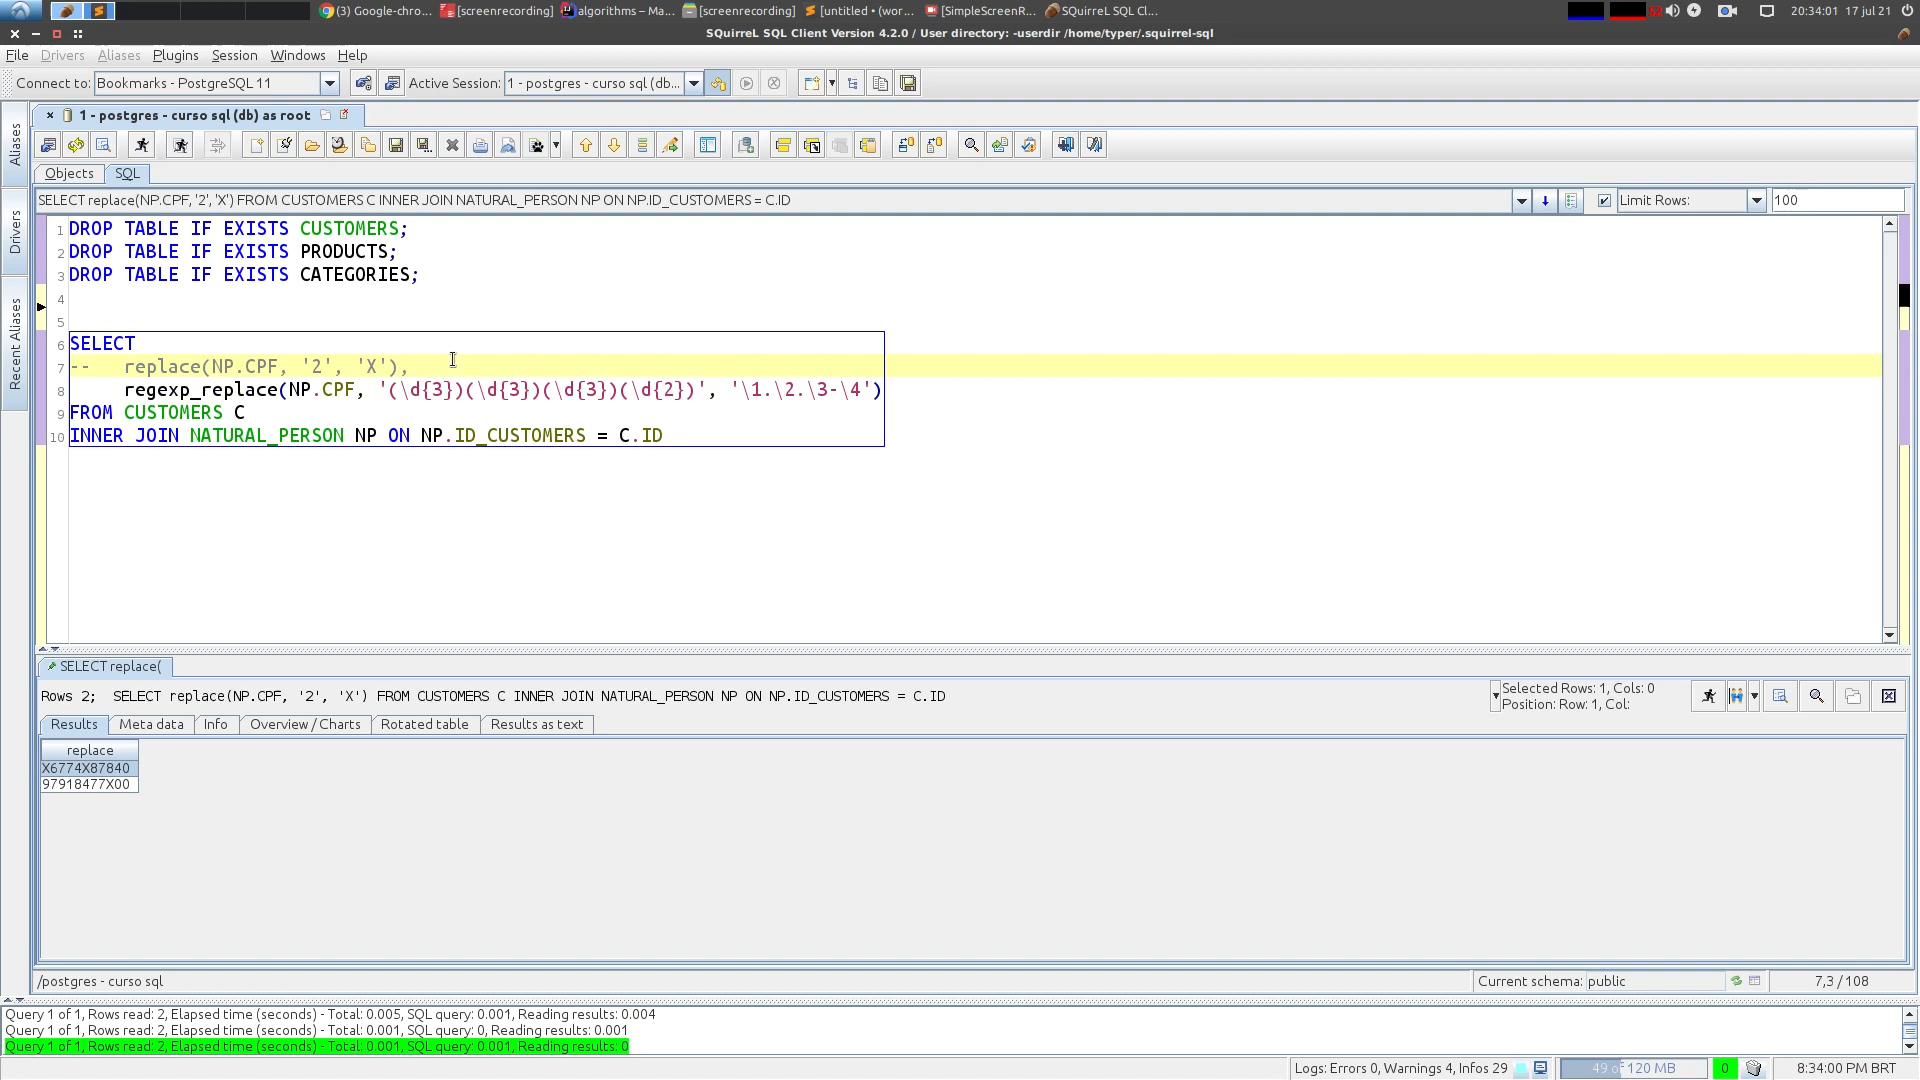 (3) Google-chro...
[screenrecording]
algorithms – Ma...
[screenrecording]
[untitled • (wor...
[SimpleScreenR...
SQuirreL SQL Cli...
20:34:01 17 jul 21
SQuirreL SQL Client Version 4.2.0 / User directory: -userdir /home/typer/.squirrel-sql
File Drivers Aliases Plugins Session Windows Help
Connect to: Bookmarks - PostgreSQL 11
Active Session: 1 - postgres - curso sql (db...
1 - postgres - curso sql (db) as root
Aliases
Drivers
Recent Aliases
Objects SQL
SELECT replace(NP.CPF, '2', 'X') FROM CUSTOMERS C INNER JOIN NATURAL_PERSON NP ON NP.ID_CUSTOMERS = C.ID
Limit Rows: 100
1 DROP TABLE IF EXISTS CUSTOMERS;
2 DROP TABLE IF EXISTS PRODUCTS;
3 DROP TABLE IF EXISTS CATEGORIES;
4
5
6 SELECT
7 --   replace(NP.CPF, '2', 'X'),
8      regexp_replace(NP.CPF, '(\d{3})(\d{3})(\d{3})(\d{2})', '\1.\2.\3-\4')
9 FROM CUSTOMERS C
10 INNER JOIN NATURAL_PERSON NP ON NP.ID_CUSTOMERS = C.ID
SELECT replace(
Rows 2;  SELECT replace(NP.CPF, '2', 'X') FROM CUSTOMERS C INNER JOIN NATURAL_PERSON NP ON NP.ID_CUSTOMERS = C.ID
Selected Rows: 1, Cols: 0
Position: Row: 1, Col:
Results Meta data Info Overview / Charts Rotated table Results as text
replace
X6774X87840
97918477X00
/postgres - curso sql
Current schema: public
7,3 / 108
Query 1 of 1, Rows read: 2, Elapsed time (seconds) - Total: 0.005, SQL query: 0.001, Reading results: 0.004
Query 1 of 1, Rows read: 2, Elapsed time (seconds) - Total: 0.001, SQL query: 0, Reading results: 0.001
Query 1 of 1, Rows read: 2, Elapsed time (seconds) - Total: 0.001, SQL query: 0.001, Reading results: 0
Logs: Errors 0, Warnings 4, Infos 29
49 of 120 MB
0
8:34:00 PM BRT